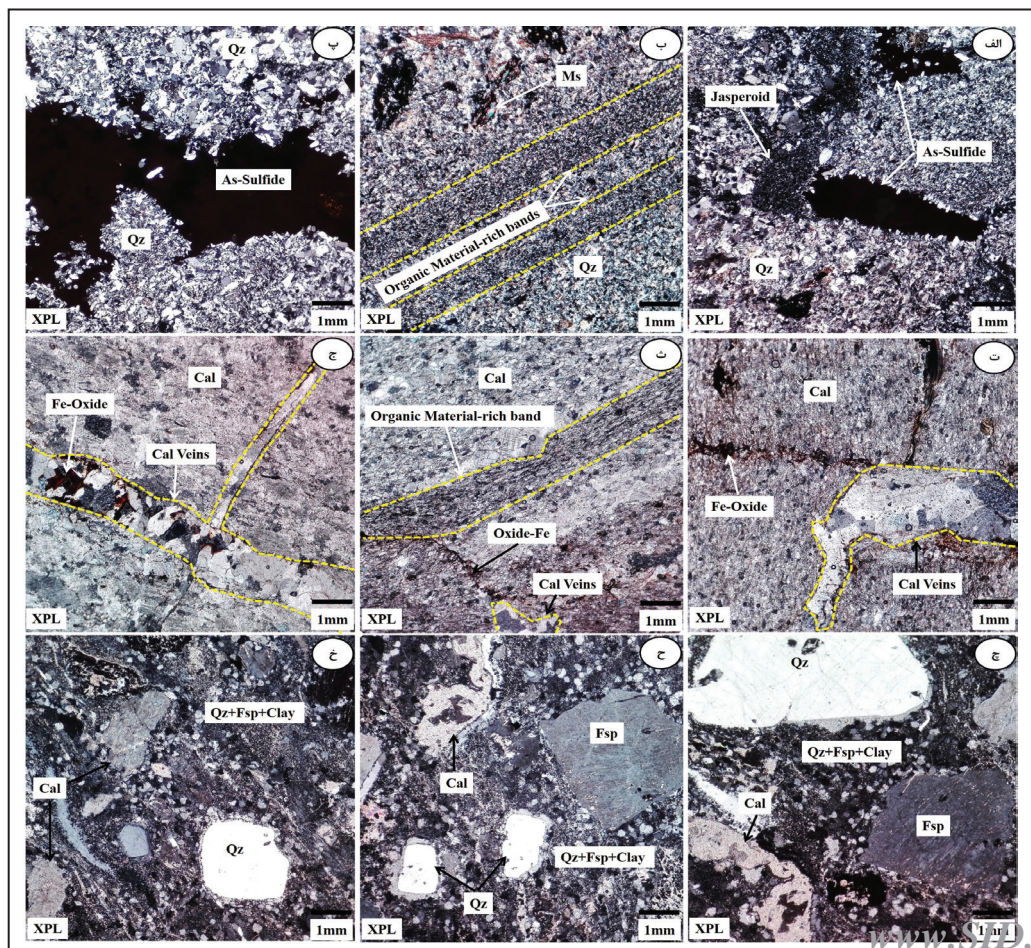 الف
Jasperoid
As-Sulfide
Qz
XPL
1mm
ب
Ms
Organic Material-rich bands
Qz
XPL
1mm
پ
Qz
As-Sulfide
Qz
XPL
1mm
ت
Cal
Fe-Oxide
Cal Veins
XPL
1mm
ث
Cal
Organic Material-rich band
Oxide-Fe
Cal Veins
XPL
1mm
ج
Cal
Fe-Oxide
Cal Veins
XPL
1mm
چ
Qz
Qz+Fsp+Clay
Cal
Fsp
XPL
1mm
ح
Fsp
Cal
Qz+Fsp+Clay
Qz
XPL
1mm
خ
Qz+Fsp+Clay
Cal
Qz
XPL
1mm
www.SID.